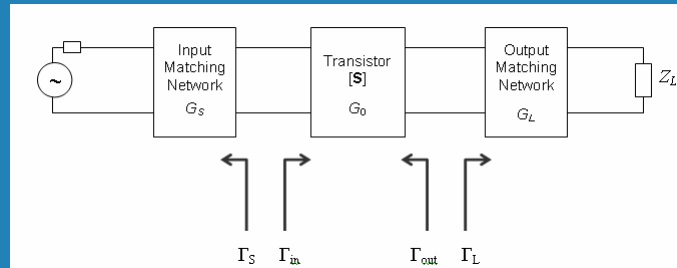 Input
Matching
Network
G_S
Transistor
[S]
G_0
Output
Matching
Network
G_L
~
Z_L
Γ_S
Γ_in
Γ_out
Γ_L